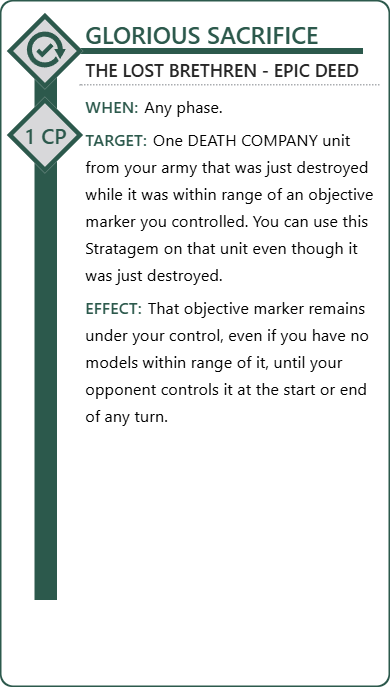 GLORIOUS SACRIFICE
THE LOST BRETHREN - EPIC DEED
WHEN: Any phase.
1 CP
TARGET: One DEATH COMPANY unit
from your army that was just destroyed
while it was within range of an objective
marker you controlled. You can use this
Stratagem on that unit even though it
was just destroyed.
EFFECT: That objective marker remains
under your control, even if you have no
models within range of it, until your
opponent controls it at the start or end
of any turn.